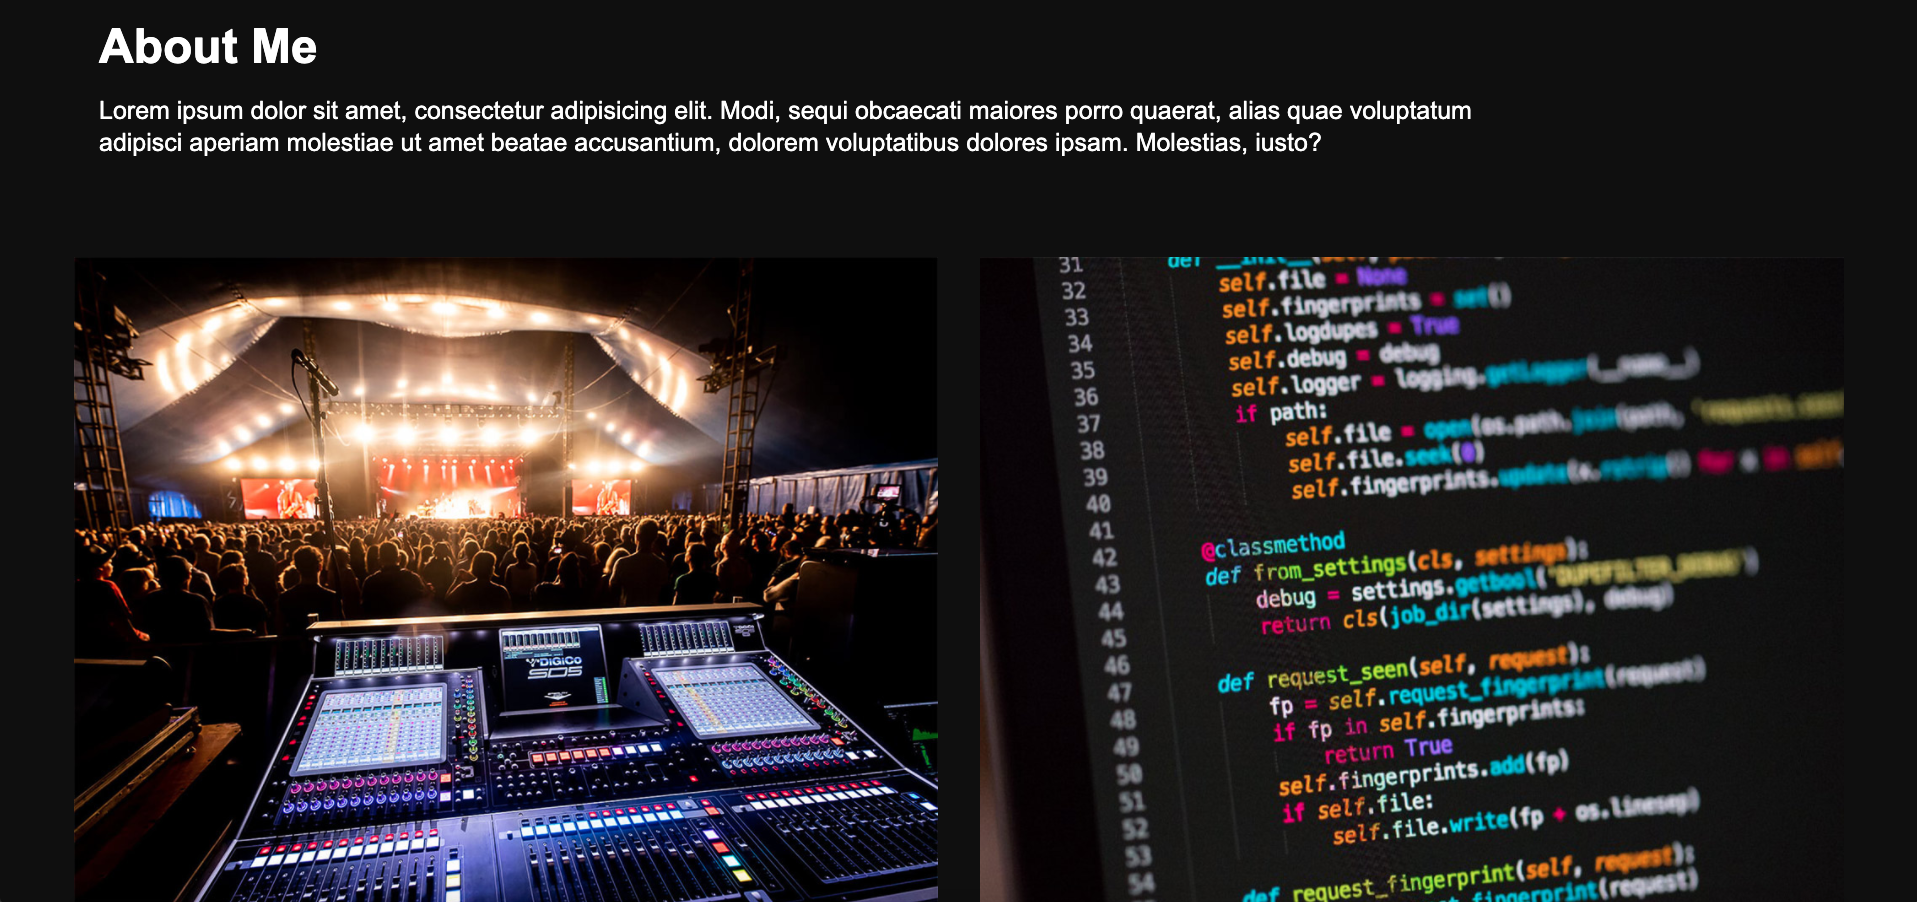 About Me
Lorem ipsum dolor sit amet, consectetur adipisicing elit. Modi, sequi obcaecati maiores porro quaerat, alias quae voluptatum
adipisci aperiam molestiae ut amet beatae accusantium, dolorem voluptatibus dolores ipsam. Molestias, iusto?
DiGiCo
SD5
31 def __init__(self,
32 self.file = None
33 self.fingerprints = set()
34 self.logdupes = True
35 self.debug = debug
36 self.logger = logging.getLogger(__name__)
37 if path:
38 self.file = open(os.path.join(path,
39 self.file.seek(0)
40 self.fingerprints.update(
41
42 @classmethod
43 def from_settings(cls, settings):
44 debug = settings.getbool('DUPEFILTER_DEBUG')
45 return cls(job_dir(settings), debug)
46
47 def request_seen(self, request):
48 fp = self.request_fingerprint(request)
49 if fp in self.fingerprints:
50 return True
51 self.fingerprints.add(fp)
52 if self.file:
53 self.file.write(fp + os.linesep)
54
def request_fingerprint(self, request):
fingerprint(request)